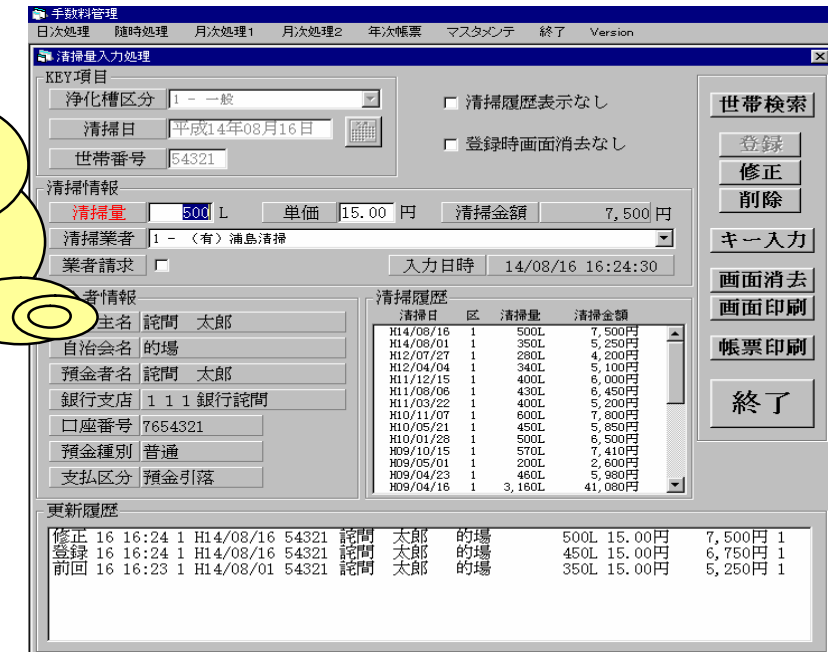 手数料管理
日次処理 随時処理 月次処理1 月次処理2 年次帳票 マスタメンテ 終了 Version
清掃量入力処理
KEY項目
浄化槽区分 1 - 一般
清掃日 平成14年08月16日
世帯番号 54321
清掃履歴表示なし
登録時画面消去なし
世帯検索
登録
修正
削除
キー入力
画面消去
画面印刷
帳票印刷
終了
清掃情報
清掃量 500 L 単価 15.00 円 清掃金額 7,500 円
清掃業者 1 - （有）浦島清掃
業者請求 入力日時 14/08/16 16:24:30
者情報
主名 詫間 太郎
自治会名 的場
預金者名 詫間 太郎
銀行支店 １１１銀行詫間
口座番号 7654321
預金種別 普通
支払区分 預金引落
清掃履歴
清掃日 区 清掃量 清掃金額
H14/08/16 1 500L 7,500円
H14/08/01 1 350L 5,250円
H12/07/27 1 280L 4,200円
H12/04/04 1 340L 5,100円
H11/12/15 1 400L 6,000円
H11/08/06 1 430L 6,450円
H11/03/22 1 400L 5,200円
H10/11/07 1 600L 7,800円
H10/05/21 1 450L 5,850円
H10/01/28 1 500L 6,500円
H09/10/15 1 570L 7,410円
H09/05/01 1 200L 2,600円
H09/04/23 1 460L 5,980円
H09/04/16 1 3,160L 41,080円
更新履歴
修正 16 16:24 1 H14/08/16 54321 詫間 太郎 的場 500L 15.00円 7,500円 1
登録 16 16:24 1 H14/08/16 54321 詫間 太郎 的場 450L 15.00円 6,750円 1
前回 16 16:23 1 H14/08/01 54321 詫間 太郎 的場 350L 15.00円 5,250円 1